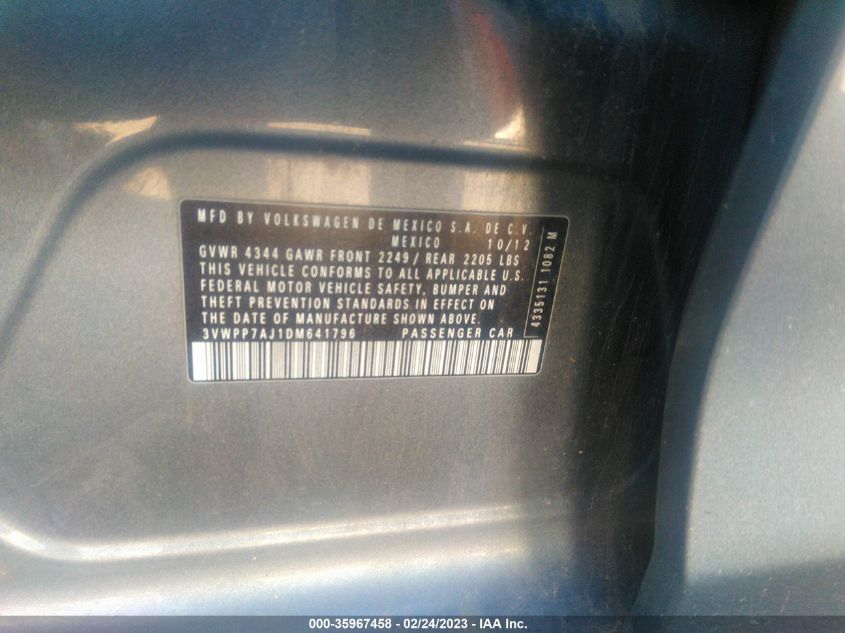 MFD BY VOLKSWAGEN DE MEXICO S.A. DE C.V.
MEXICO 10/12
GVWR 4344 GAWR FRONT 2249/ REAR 2205 LBS
THIS VEHICLE CONFORMS TO ALL APPLICABLE U.S.
FEDERAL MOTOR VEHICLE SAFETY, BUMPER AND
THEFT PREVENTION STANDARDS IN EFFECT ON
THE DATE OF MANUFACTURE SHOWN ABOVE.
3VWPP7AJ1DM641796 PASSENGER CAR
4335131 1082 M
000-35967458 - 02/24/2023 - IAA Inc.